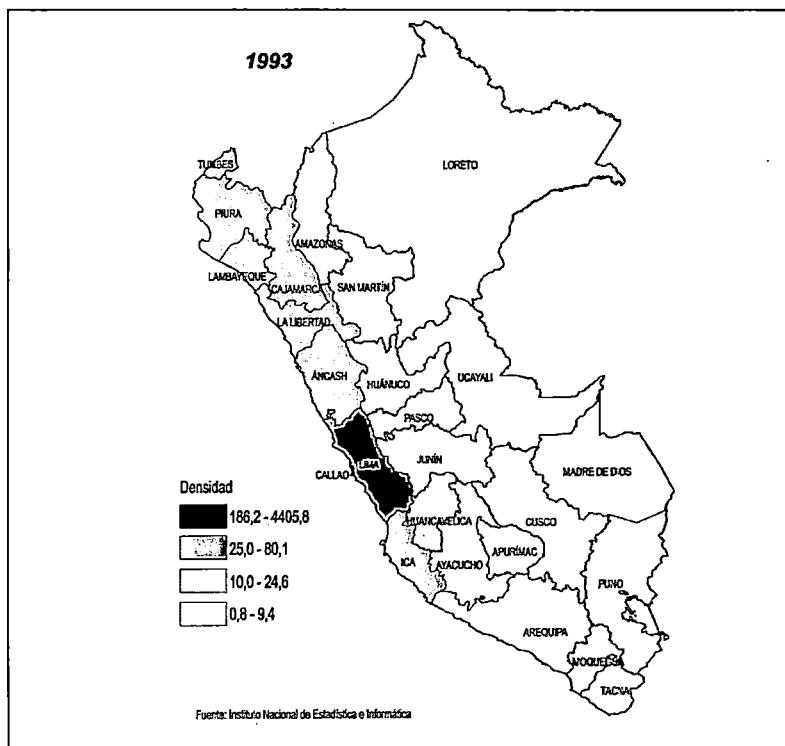 1993
TUMBES
LORETO
PIURA
AMAZONAS
LAMBAYEQUE
CAJAMARCA
SAN MARTÍN
LA LIBERTAD
ÁNCASH
HUÁNUCO
UCAYALI
PASCO
CALLAO
LIMA
JUNÍN
MADRE DE DIOS
Densidad
186,2 - 4405,8
25,0 - 80,1
10,0 - 24,6
0,8 - 9,4
HUANCAVELICA
CUSCO
ICA
AYACUCHO
APURÍMAC
PUNO
AREQUIPA
MOQUEGUA
TACNA
Fuente: Instituto Nacional de Estadística e Informática